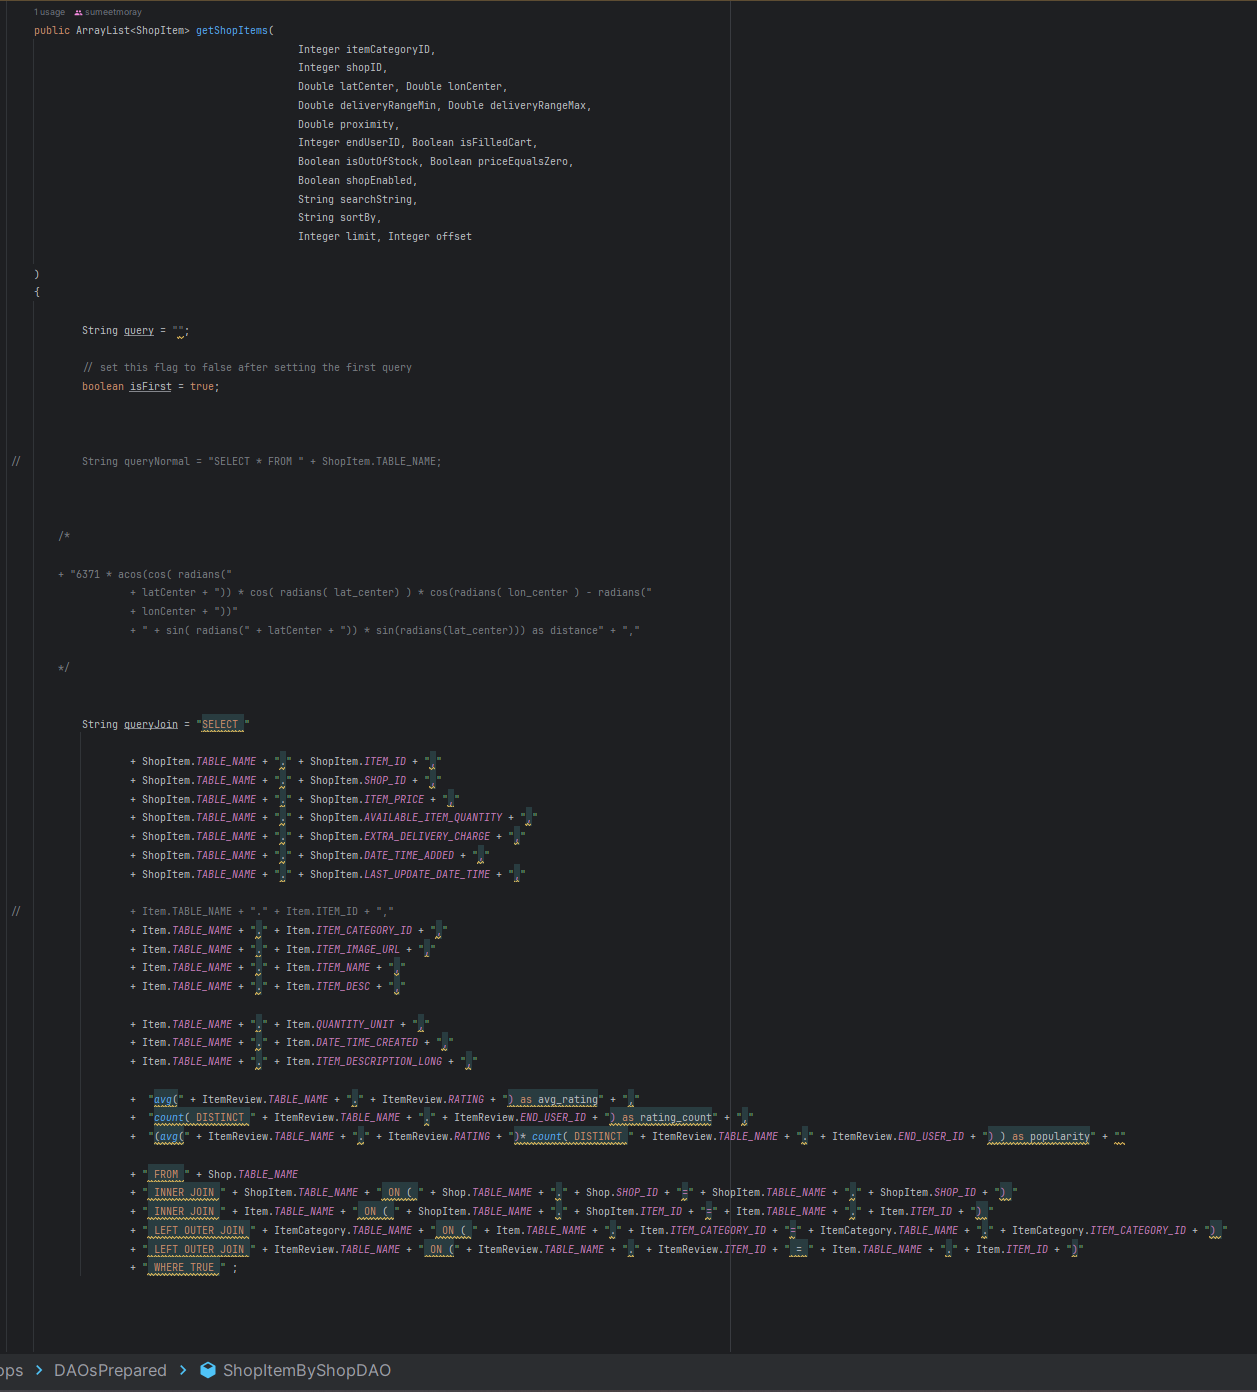 1 usage sumeetmoray
public ArrayList<ShopItem> getShopItems(
Integer itemCategoryID,
Integer shopID,
Double latCenter, Double lonCenter,
Double deliveryRangeMin, Double deliveryRangeMax,
Double proximity,
Integer endUserID, Boolean isFilledCart,
Boolean isOutOfStock, Boolean priceEqualsZero,
Boolean shopEnabled,
String searchString,
String sortBy,
Integer limit, Integer offset
)
{
String query = "";
// set this flag to false after setting the first query
boolean isFirst = true;
// String queryNormal = "SELECT * FROM " + ShopItem.TABLE_NAME;
/*
+ "6371 * acos(cos( radians("
+ latCenter + ")) * cos( radians( lat_center) ) * cos(radians( lon_center ) - radians("
+ lonCenter + "))"
+ " + sin( radians(" + latCenter + ")) * sin(radians(lat_center))) as distance" + ","
*/
String queryJoin = "SELECT "
+ ShopItem.TABLE_NAME + "." + ShopItem.ITEM_ID + ","
+ ShopItem.TABLE_NAME + "." + ShopItem.SHOP_ID + ","
+ ShopItem.TABLE_NAME + "." + ShopItem.ITEM_PRICE + ","
+ ShopItem.TABLE_NAME + "." + ShopItem.AVAILABLE_ITEM_QUANTITY + ","
+ ShopItem.TABLE_NAME + "." + ShopItem.EXTRA_DELIVERY_CHARGE + ","
+ ShopItem.TABLE_NAME + "." + ShopItem.DATE_TIME_ADDED + ","
+ ShopItem.TABLE_NAME + "." + ShopItem.LAST_UPDATE_DATE_TIME + ","
// + Item.TABLE_NAME + "." + Item.ITEM_ID + ","
+ Item.TABLE_NAME + "." + Item.ITEM_CATEGORY_ID + ","
+ Item.TABLE_NAME + "." + Item.ITEM_IMAGE_URL + ","
+ Item.TABLE_NAME + "." + Item.ITEM_NAME + ","
+ Item.TABLE_NAME + "." + Item.ITEM_DESC + ","
+ Item.TABLE_NAME + "." + Item.QUANTITY_UNIT + ","
+ Item.TABLE_NAME + "." + Item.DATE_TIME_CREATED + ","
+ Item.TABLE_NAME + "." + Item.ITEM_DESCRIPTION_LONG + ","
+ "avg(" + ItemReview.TABLE_NAME + "." + ItemReview.RATING + ") as avg_rating" + ","
+ "count( DISTINCT " + ItemReview.TABLE_NAME + "." + ItemReview.END_USER_ID + ") as rating_count" + ","
+ "(avg(" + ItemReview.TABLE_NAME + "." + ItemReview.RATING + ")* count( DISTINCT " + ItemReview.TABLE_NAME + "." + ItemReview.END_USER_ID + ") ) as popularity" + ""
+ " FROM " + Shop.TABLE_NAME
+ " INNER JOIN " + ShopItem.TABLE_NAME + " ON ( " + Shop.TABLE_NAME + "." + Shop.SHOP_ID + "=" + ShopItem.TABLE_NAME + "." + ShopItem.SHOP_ID + ") "
+ " INNER JOIN " + Item.TABLE_NAME + " ON ( " + ShopItem.TABLE_NAME + "." + ShopItem.ITEM_ID + "=" + Item.TABLE_NAME + "." + Item.ITEM_ID + ") "
+ " LEFT OUTER JOIN " + ItemCategory.TABLE_NAME + " ON ( " + Item.TABLE_NAME + "." + Item.ITEM_CATEGORY_ID + "=" + ItemCategory.TABLE_NAME + "." + ItemCategory.ITEM_CATEGORY_ID + ") "
+ " LEFT OUTER JOIN " + ItemReview.TABLE_NAME + " ON (" + ItemReview.TABLE_NAME + "." + ItemReview.ITEM_ID + " = " + Item.TABLE_NAME + "." + Item.ITEM_ID + ")"
+ " WHERE TRUE " ;
ops > DAOsPrepared > ShopItemByShopDAO